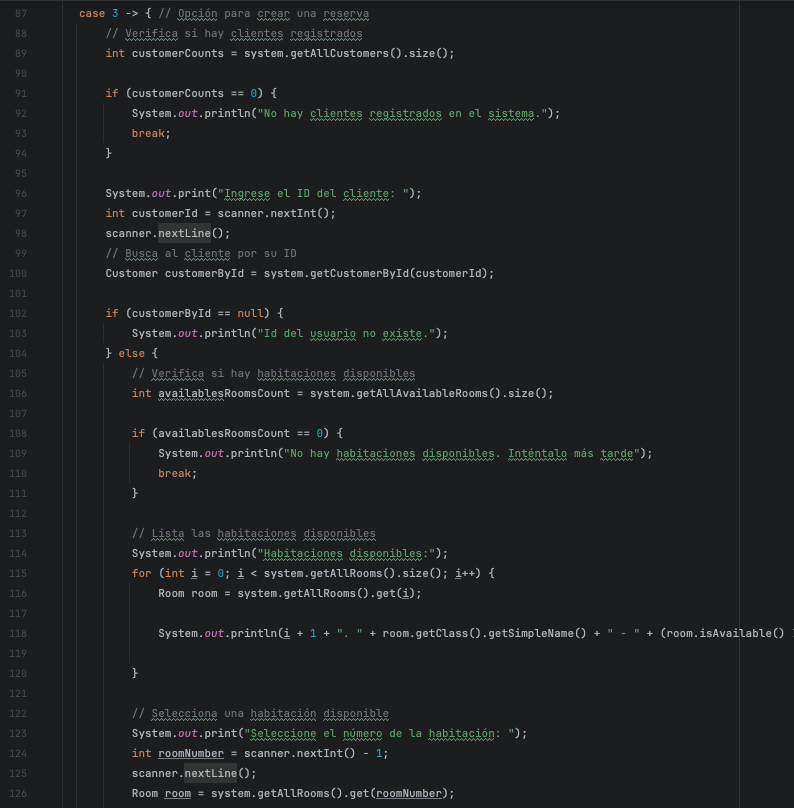 87 case 3 -> { // Opción para crear una reserva
88 // Verifica si hay clientes registrados
89 int customerCounts = system.getAllCustomers().size();
90
91 if (customerCounts == 0) {
92 System.out.println("No hay clientes registrados en el sistema.");
93 break;
94 }
95
96 System.out.print("Ingrese el ID del cliente: ");
97 int customerId = scanner.nextInt();
98 scanner.nextLine();
99 // Busca al cliente por su ID
100 Customer customerById = system.getCustomerById(customerId);
101
102 if (customerById == null) {
103 System.out.println("Id del usuario no existe.");
104 } else {
105 // Verifica si hay habitaciones disponibles
106 int availablesRoomsCount = system.getAllAvailableRooms().size();
107
108 if (availablesRoomsCount == 0) {
109 System.out.println("No hay habitaciones disponibles. Inténtalo más tarde");
110 break;
111 }
112
113 // Lista las habitaciones disponibles
114 System.out.println("Habitaciones disponibles:");
115 for (int i = 0; i < system.getAllRooms().size(); i++) {
116 Room room = system.getAllRooms().get(i);
117
118 System.out.println(i + 1 + ". " + room.getClass().getSimpleName() + " - " + (room.isAvailable()
119
120 }
121
122 // Selecciona una habitación disponible
123 System.out.print("Seleccione el número de la habitación: ");
124 int roomNumber = scanner.nextInt() - 1;
125 scanner.nextLine();
126 Room room = system.getAllRooms().get(roomNumber);